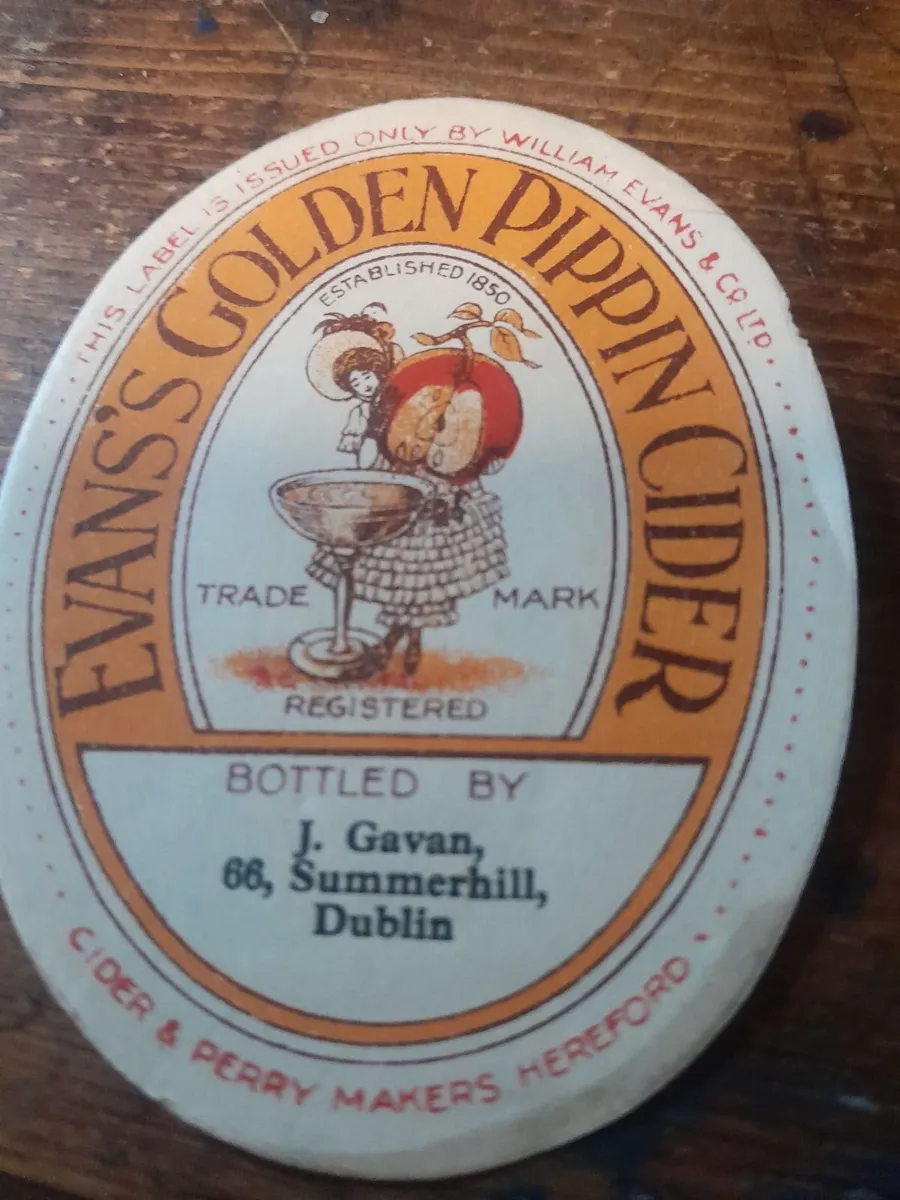 THIS LABEL IS ISSUED ONLY BY WILLIAM EVANS & CO LTD.
EVANS'S GOLDEN PIPPIN CIDER
ESTABLISHED 1850
TRADE MARK
REGISTERED
BOTTLED BY
J. Gavan,
66, Summerhill,
Dublin
CIDER & PERRY MAKERS HEREFORD